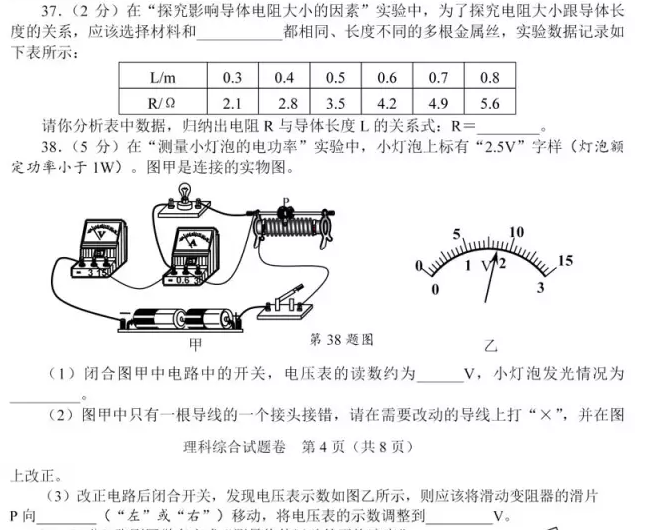 37.（2 分）在“探究影响导体电阻大小的因素”实验中，为了探究电阻大小跟导体长
度的关系，应该选择材料和__________都相同、长度不同的多根金属丝，实验数据记录如
下表所示：
L/m 0.3 0.4 0.5 0.6 0.7 0.8
R/Ω 2.1 2.8 3.5 4.2 4.9 5.6
请你分析表中数据，归纳出电阻 R 与导体长度 L 的关系式：R＝________。
38.（5 分）在“测量小灯泡的电功率”实验中，小灯泡上标有“2.5V”字样（灯泡额
定功率小于 1W）。图甲是连接的实物图。
P
V
A
- 3 15
- 0.6 3
甲
第 38 题图
0 5 10 15
0 1 V 2 3
乙
（1）闭合图甲中电路中的开关，电压表的读数约为______V，小灯泡发光情况为
__________。
（2）图甲中只有一根导线的一个接头接错，请在需要改动的导线上打“×”，并在图
理科综合试题卷 第 4 页（共 8 页）
上改正。
（3）改正电路后闭合开关，发现电压表示数如图乙所示，则应该将滑动变阻器的滑片
P 向________（“左”或“右”）移动，将电压表的示数调整到________V。